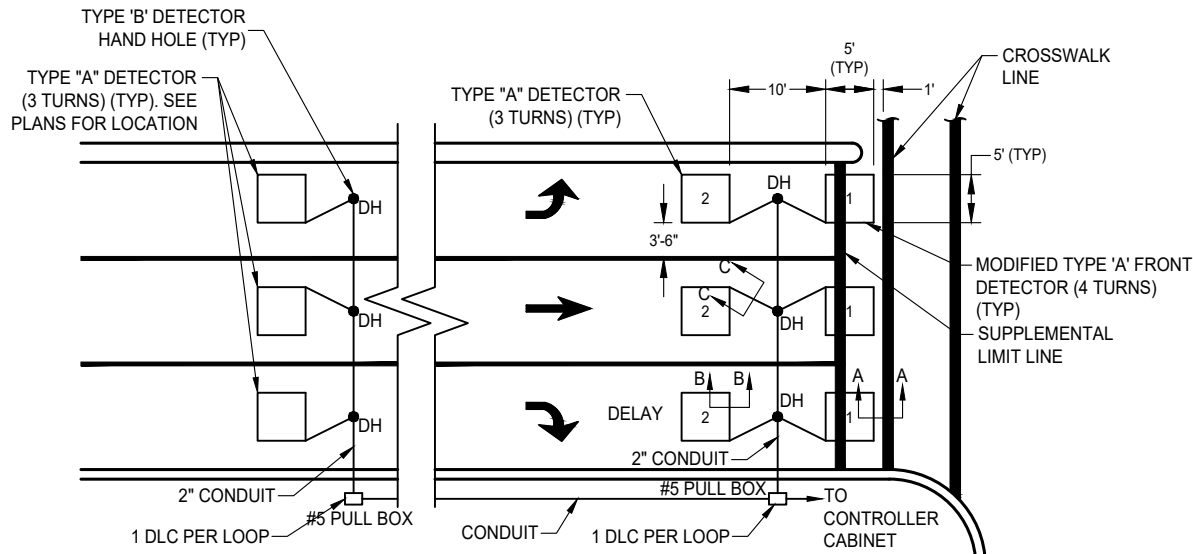 TYPE 'B' DETECTOR
HAND HOLE (TYP)
TYPE "A" DETECTOR
(3 TURNS) (TYP). SEE
PLANS FOR LOCATION
TYPE "A" DETECTOR
(3 TURNS) (TYP)
10'
5'
(TYP)
1'
CROSSWALK
LINE
5' (TYP)
DH
DH
2
1
3'-6"
MODIFIED TYPE 'A' FRONT
DETECTOR (4 TURNS)
(TYP)
SUPPLEMENTAL
LIMIT LINE
C
C
DH
2
DH
1
B
B
A
A
DH
DELAY
2
DH
1
2" CONDUIT
2" CONDUIT
#5 PULL BOX
#5 PULL BOX
1 DLC PER LOOP
CONDUIT
1 DLC PER LOOP
TO
CONTROLLER
CABINET